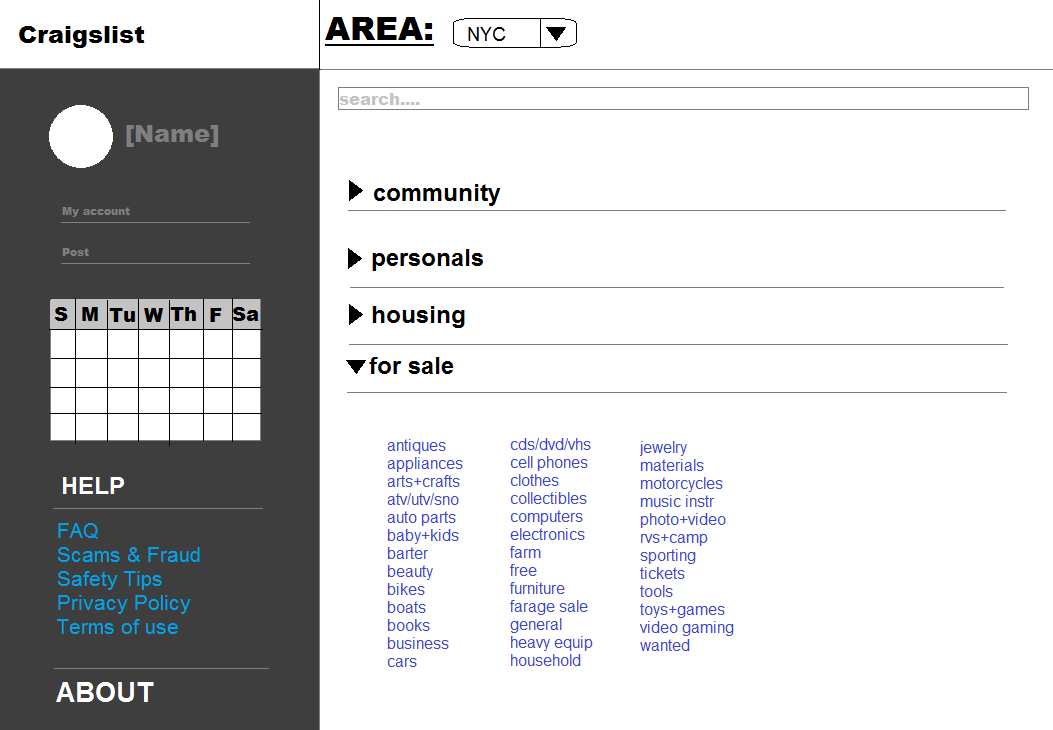 Craigslist
AREA:
NYC
[Name]
My account
Post
S M Tu W Th F Sa
HELP
FAQ
Scams & Fraud
Safety Tips
Privacy Policy
Terms of use
ABOUT
search....
community
personals
housing
for sale
antiques
appliances
arts+crafts
atv/utv/sno
auto parts
baby+kids
barter
beauty
bikes
boats
books
business
cars
cds/dvd/vhs
cell phones
clothes
collectibles
computers
electronics
farm
free
furniture
farage sale
general
heavy equip
household
jewelry
materials
motorcycles
music instr
photo+video
rvs+camp
sporting
tickets
tools
toys+games
video gaming
wanted